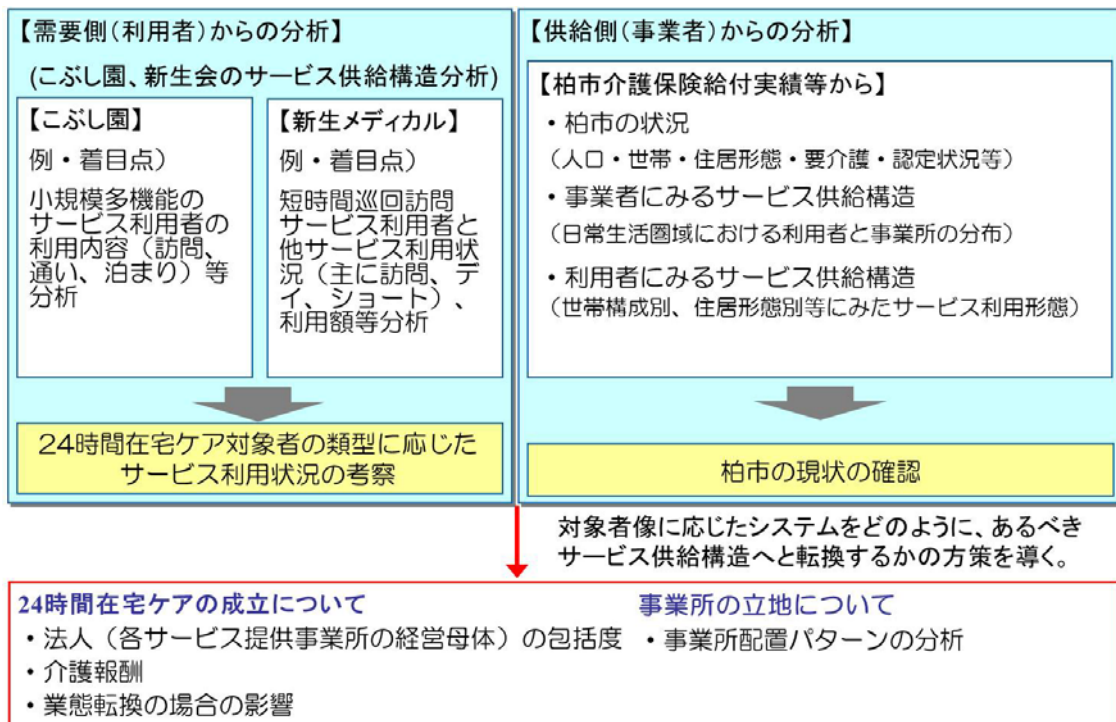 【需要側(利用者)からの分析】
(こぶし園、新生会のサービス供給構造分析)
【こぶし園】
例・着目点)
小規模多機能の
サービス利用者の
利用内容（訪問、
通い、泊まり）等
分析
【新生メディカル】
例・着目点)
短時間巡回訪問
サービス利用者と
他サービス利用状
況（主に訪問、デ
イ、ショート）、
利用額等分析
24時間在宅ケア対象者の類型に応じた
サービス利用状況の考察
【供給側(事業者)からの分析】
【柏市介護保険給付実績等から】
・柏市の状況
（人口・世帯・住居形態・要介護・認定状況等）
・事業者にみるサービス供給構造
（日常生活圏域における利用者と事業所の分布）
・利用者にみるサービス供給構造
（世帯構成別、住居形態別等にみたサービス利用形態）
柏市の現状の確認
対象者像に応じたシステムをどのように、あるべき
サービス供給構造へと転換するかの方策を導く。
24時間在宅ケアの成立について
・法人（各サービス提供事業所の経営母体）の包括度
・介護報酬
・業態転換の場合の影響
事業所の立地について
・事業所配置パターンの分析